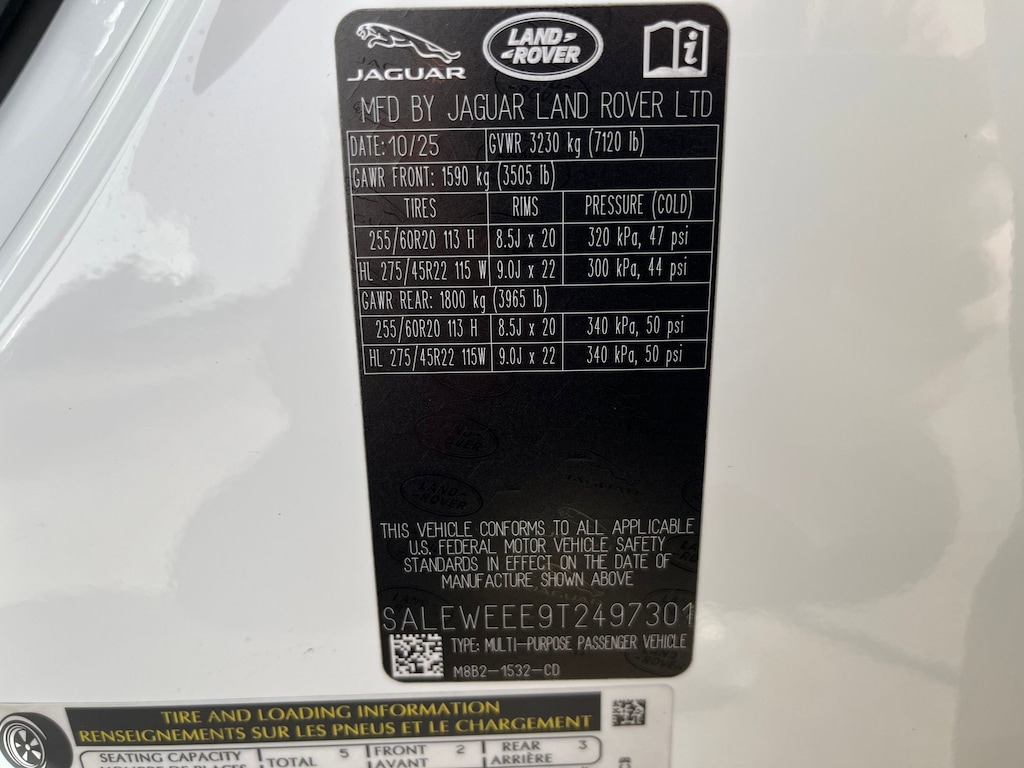 JAGUAR
LAND ROVER
MFD BY JAGUAR LAND ROVER LTD
DATE: 10/25 GVWR 3230 kg (7120 lb)
GAWR FRONT: 1590 kg (3505 lb)
TIRES RIMS PRESSURE (COLD)
255/60R20 113 H 8.5J x 20 320 kPa, 47 psi
HL 275/45R22 115 W 9.0J x 22 300 kPa, 44 psi
GAWR REAR: 1800 kg (3965 lb)
255/60R20 113 H 8.5J x 20 340 kPa, 50 psi
HL 275/45R22 115W 9.0J x 22 340 kPa, 50 psi
THIS VEHICLE CONFORMS TO ALL APPLICABLE
U.S. FEDERAL MOTOR VEHICLE SAFETY
STANDARDS IN EFFECT ON THE DATE OF
MANUFACTURE SHOWN ABOVE
SALEWEEE9T2497301
TYPE: MULTI-PURPOSE PASSENGER VEHICLE
M8B2-1532-CD
TIRE AND LOADING INFORMATION
RENSEIGNEMENTS SUR LES PNEUS ET LE CHARGEMENT
SEATING CAPACITY TOTAL 5 FRONT 2 REAR 3
AVANT ARRIÈRE